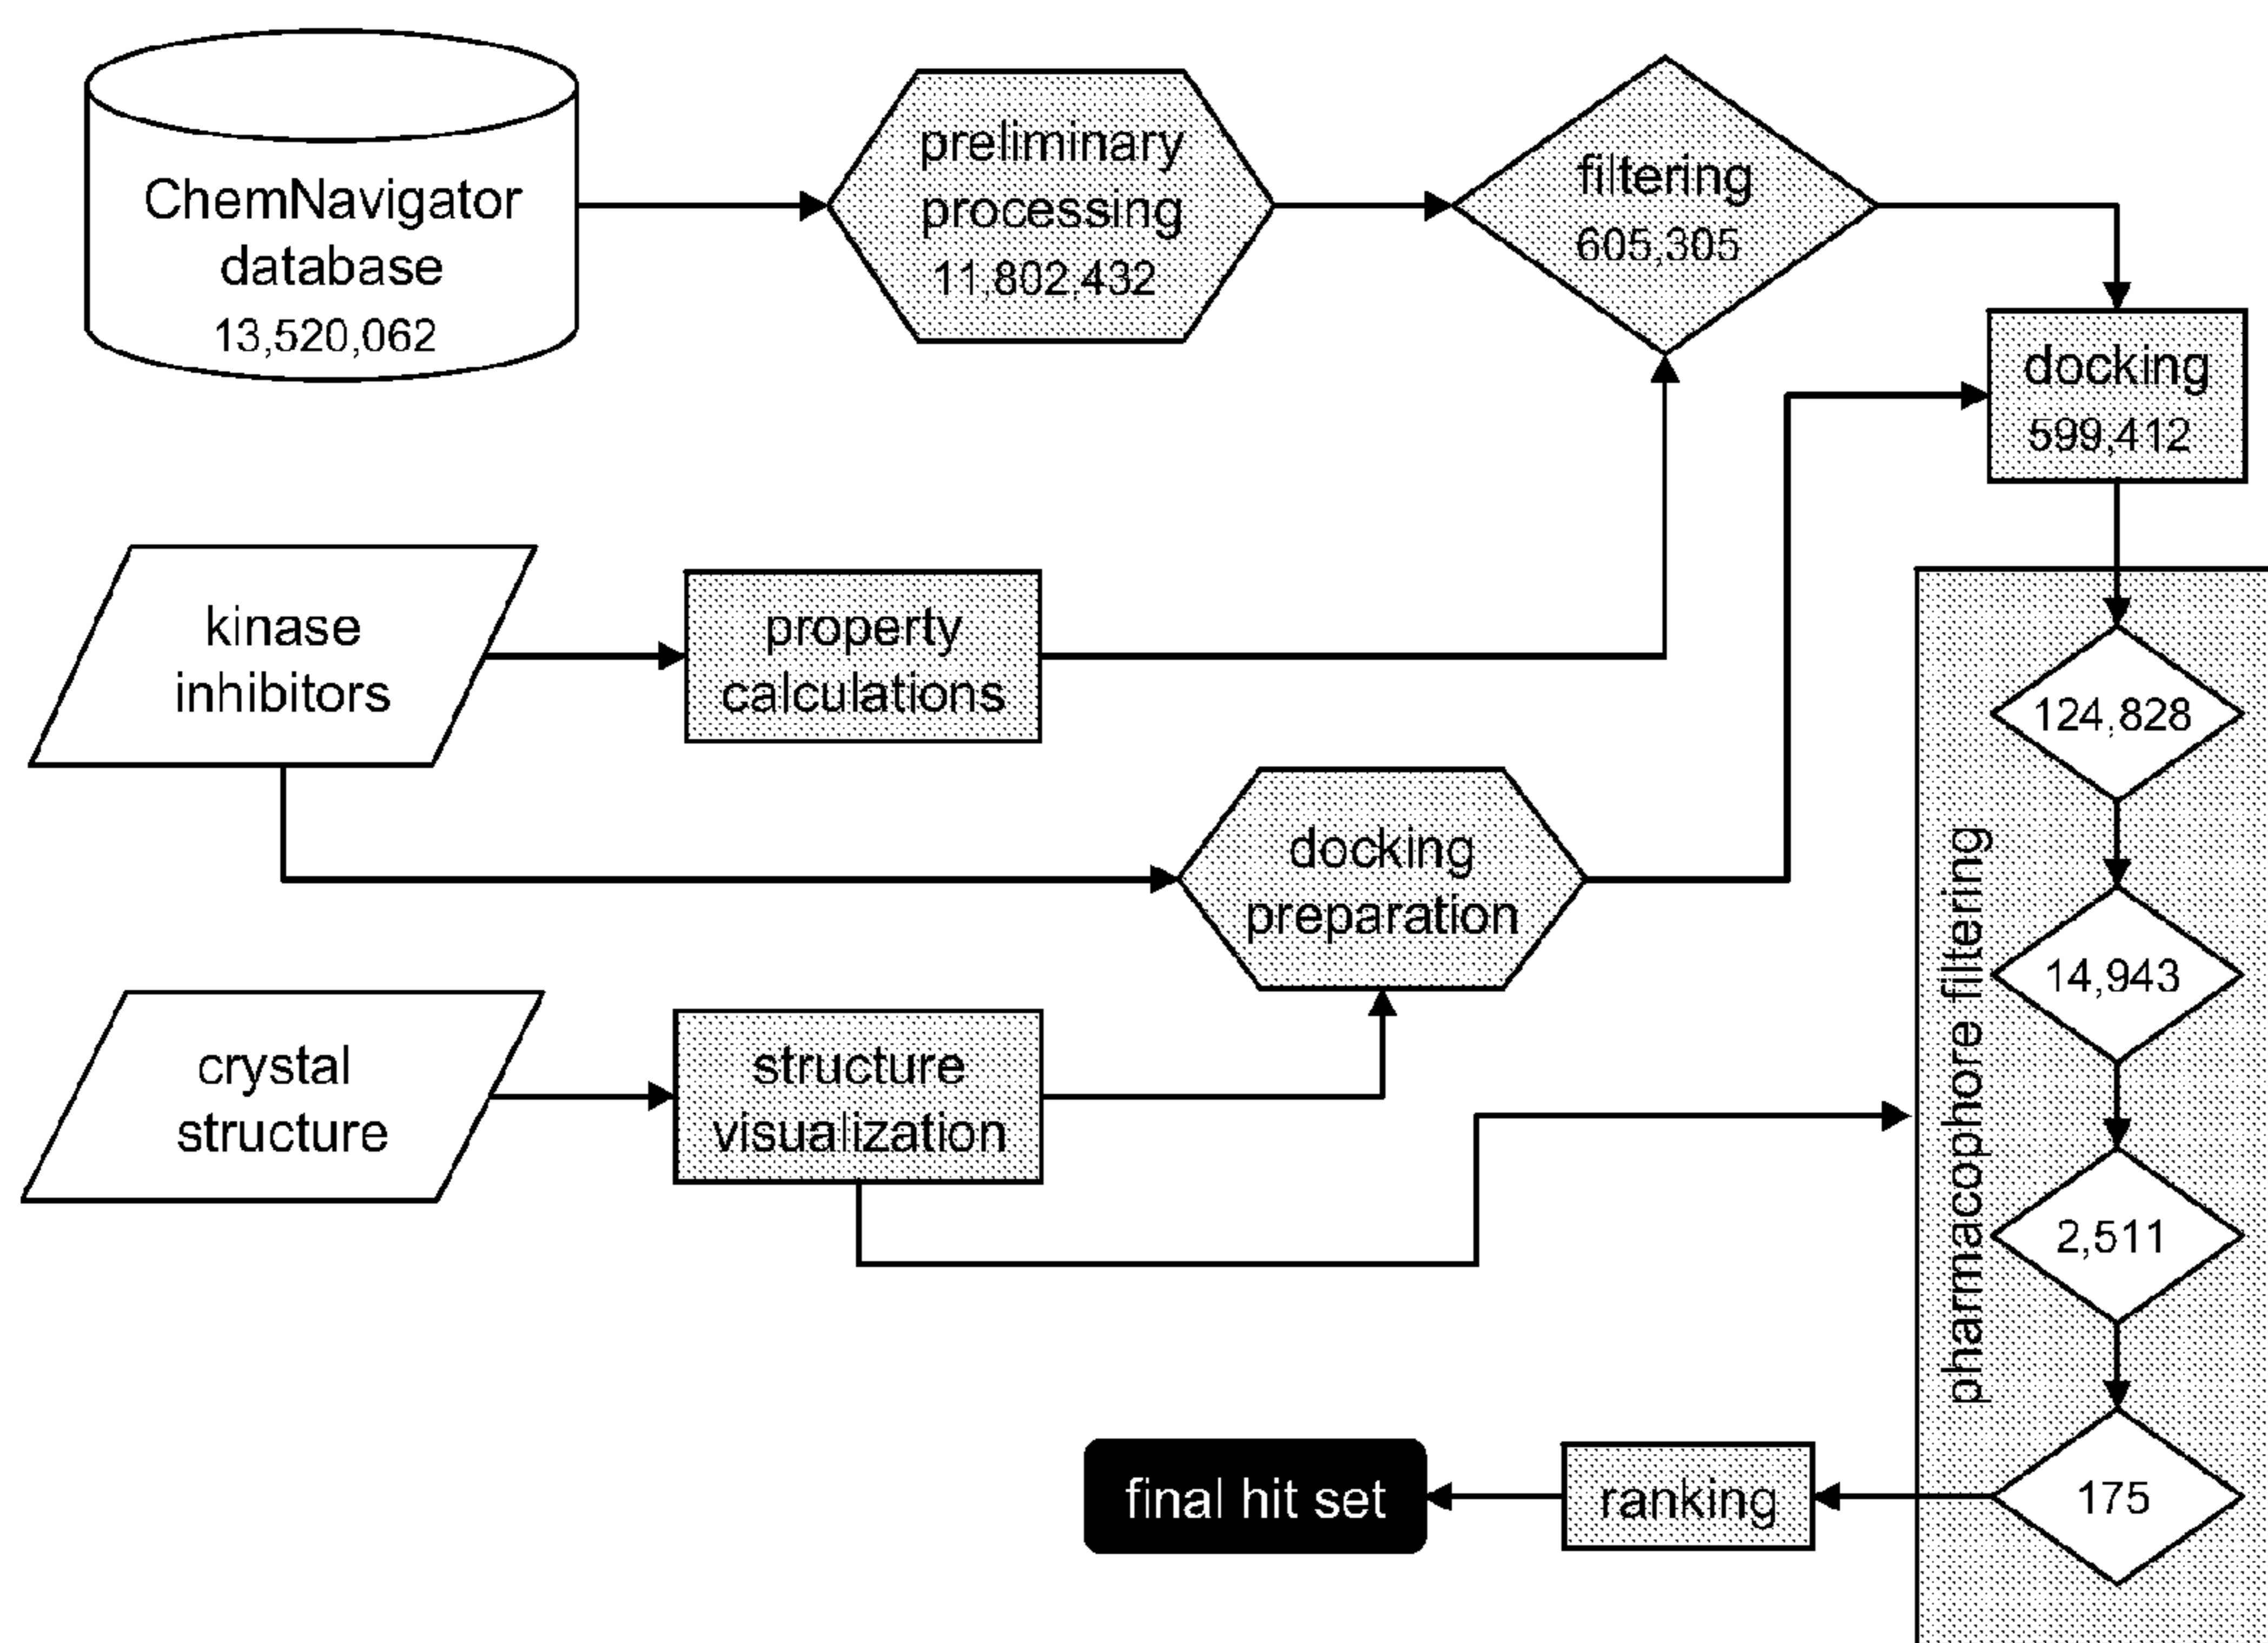 ChemNavigator
database
13,520,062
preliminary
processing
11,802,432
filtering
605,305
docking
599,412
kinase
inhibitors
property
calculations
124,828
docking
preparation
14,943
pharmacophore filtering
crystal
structure
structure
visualization
2,511
175
ranking
final hit set